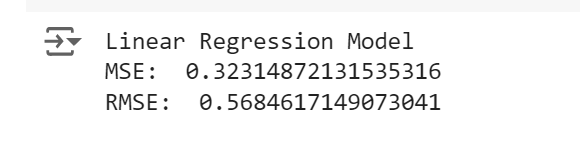 Linear Regression Model
MSE:  0.32314872131535316
RMSE:  0.5684617149073041